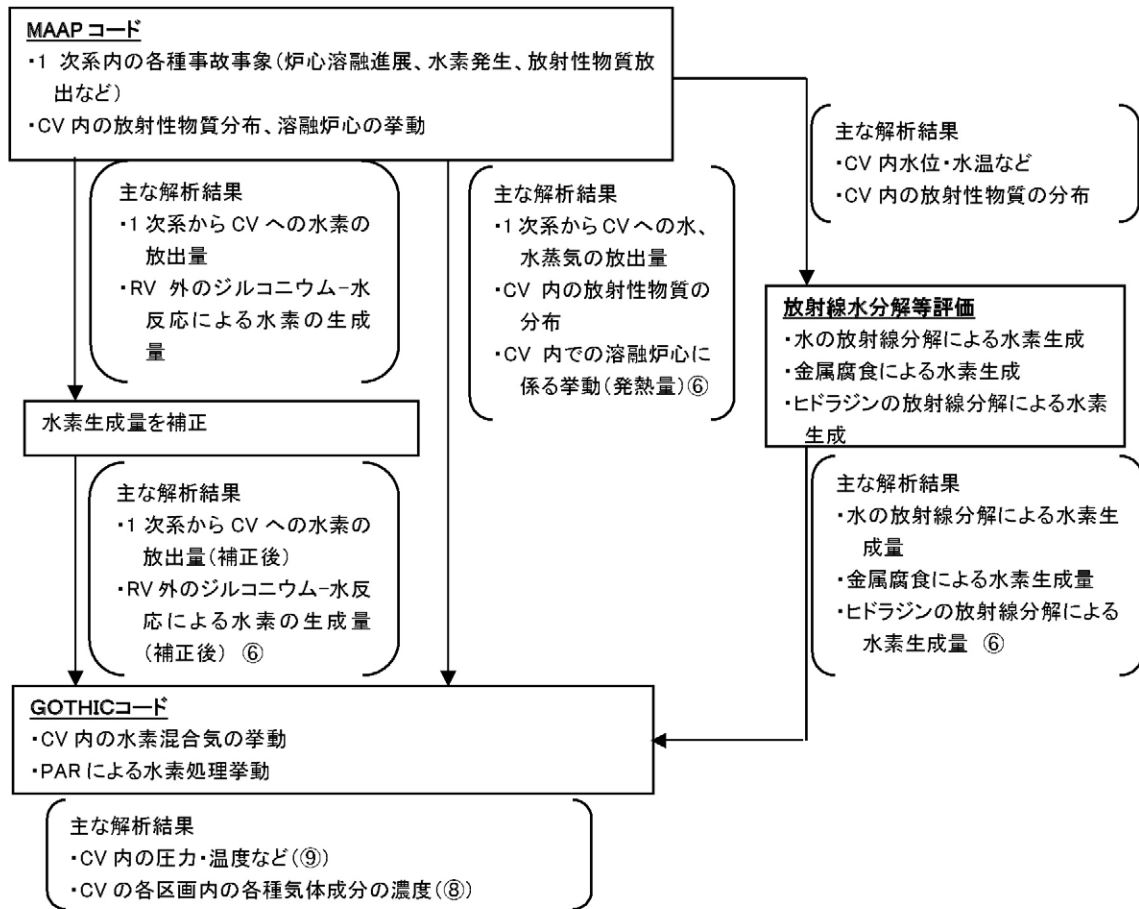 MAAP コード
・1 次系内の各種事故事象（炉心溶融進展、水素発生、放射性物質放
出など）
・CV 内の放射性物質分布、溶融炉心の挙動
主な解析結果
・1 次系から CV への水素の
放出量
・RV 外のジルコニウム-水
反応による水素の生成
量
主な解析結果
・1 次系から CV への水、
水蒸気の放出量
・CV 内の放射性物質の
分布
・CV 内での溶融炉心に
係る挙動（発熱量）⑥
主な解析結果
・CV 内水位・水温など
・CV 内の放射性物質の分布
放射線水分解等評価
・水の放射線分解による水素生成
・金属腐食による水素生成
・ヒドラジンの放射線分解による水素
生成
水素生成量を補正
主な解析結果
・1 次系から CV への水素の
放出量（補正後）
・RV 外のジルコニウム-水反
応による水素の生成量
（補正後） ⑥
主な解析結果
・水の放射線分解による水素生
成量
・金属腐食による水素生成量
・ヒドラジンの放射線分解による
水素生成量 ⑥
GOTHICコード
・CV 内の水素混合気の挙動
・PAR による水素処理挙動
主な解析結果
・CV 内の圧力・温度など（⑨）
・CV の各区画内の各種気体成分の濃度（⑧）